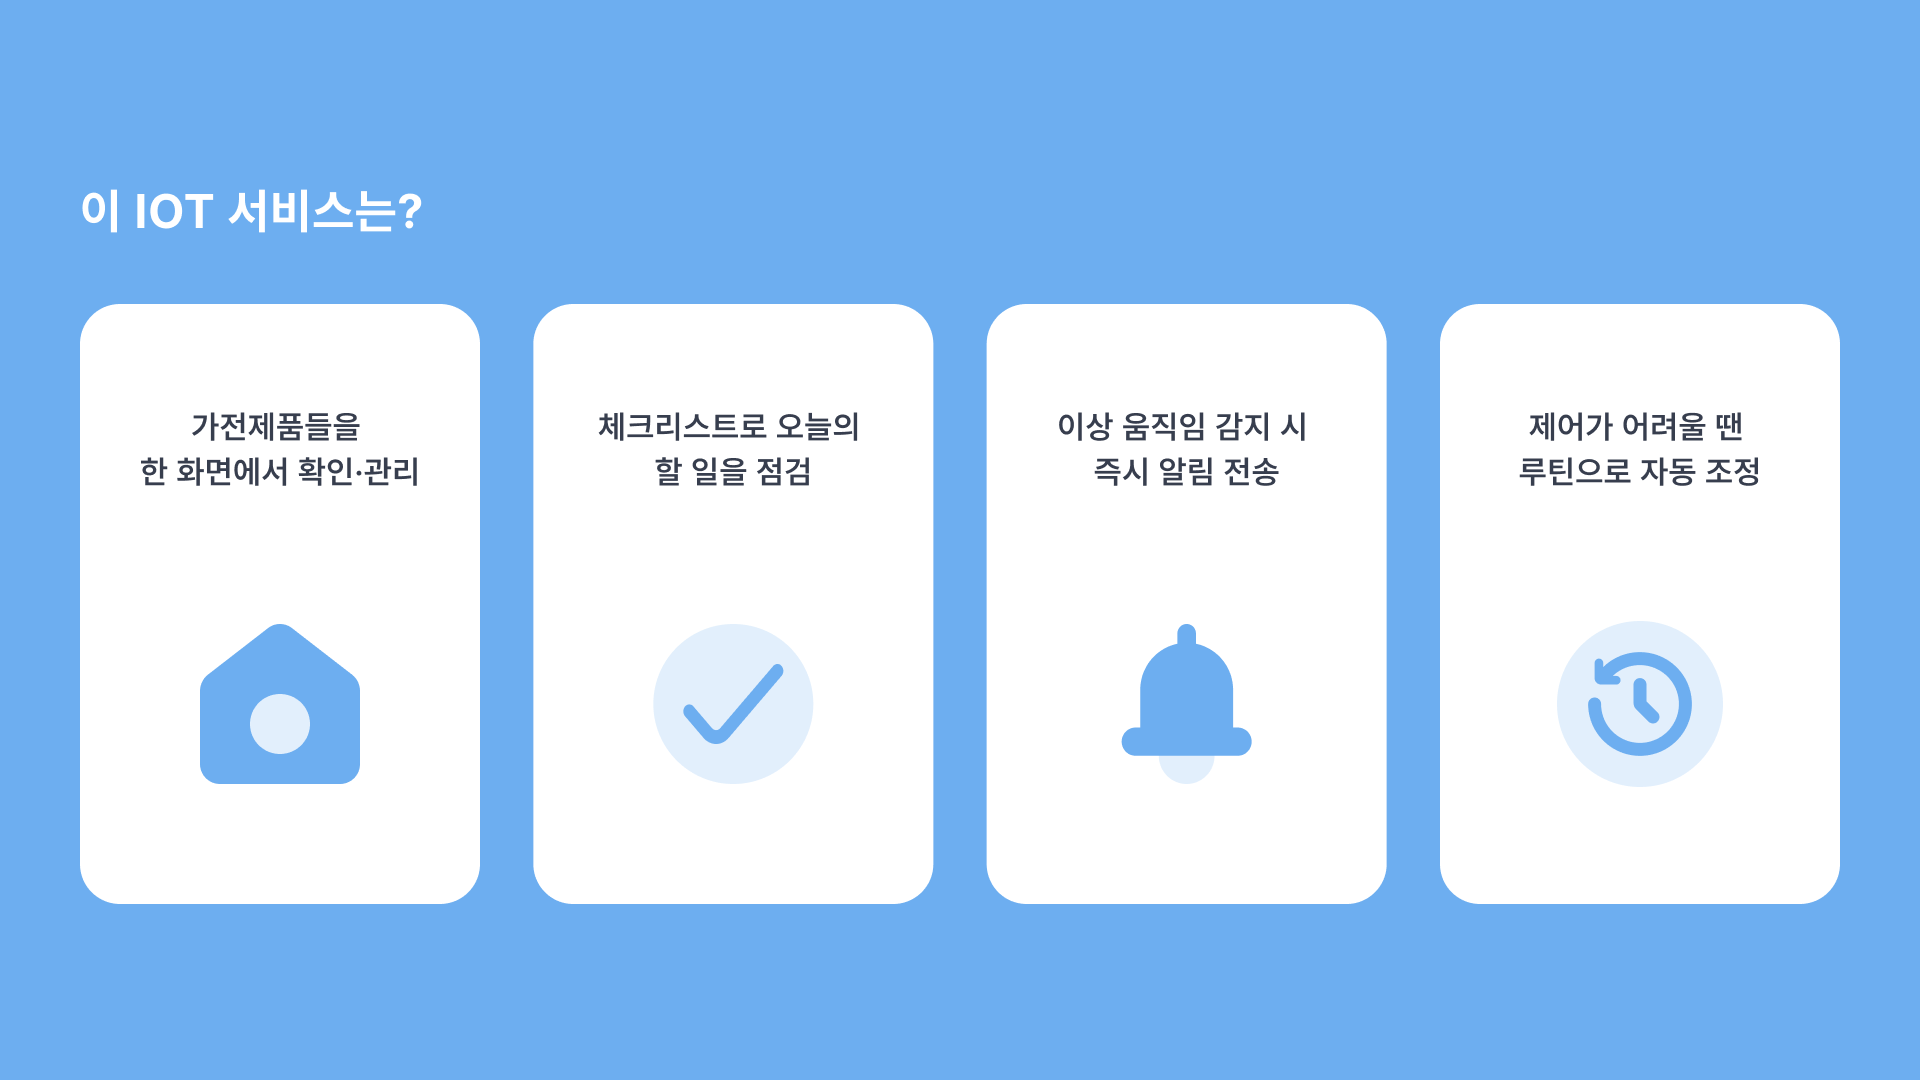 이 IOT 서비스는?
가전제품들을
한 화면에서 확인·관리
체크리스트로 오늘의
할 일을 점검
이상 움직임 감지 시
즉시 알림 전송
제어가 어려울 땐
루틴으로 자동 조정